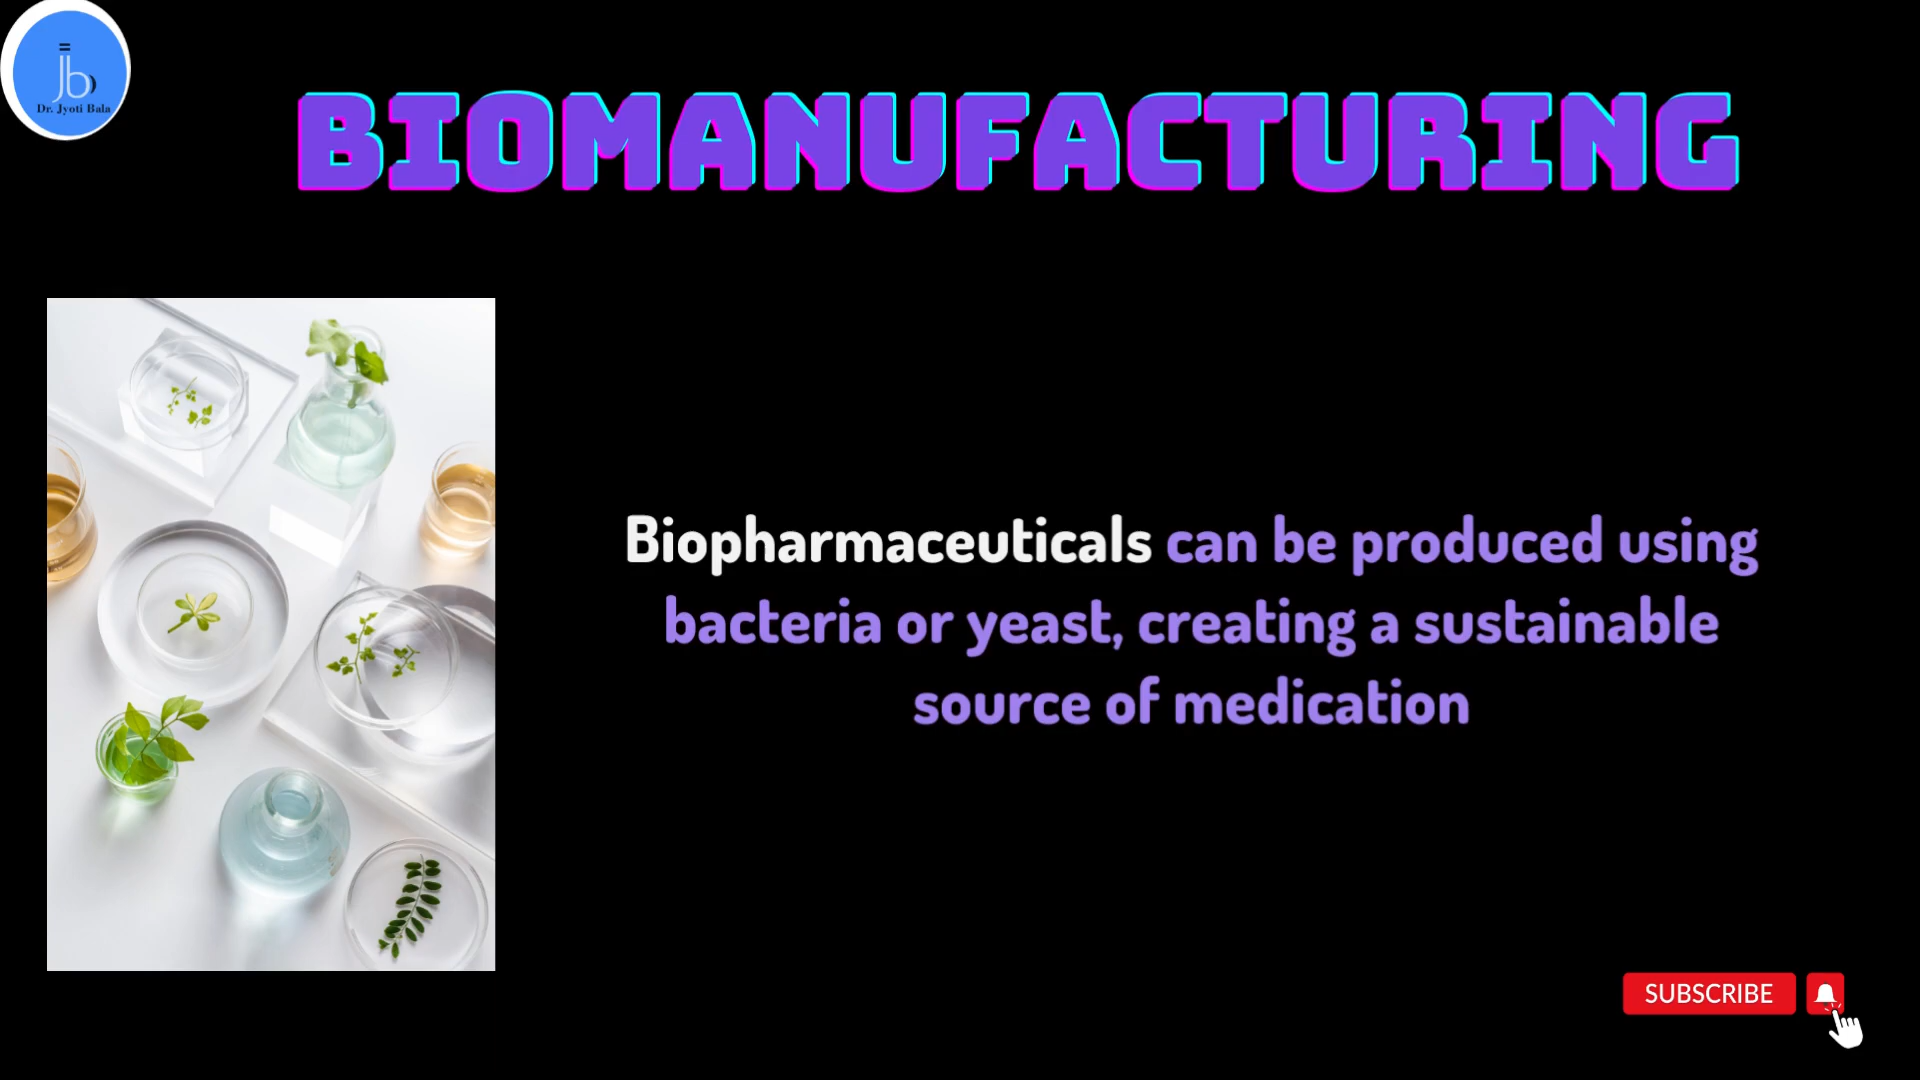 Dr. Jyoti Bala
BIOMANUFACTURING
Biopharmaceuticals can be produced using
bacteria or yeast, creating a sustainable
source of medication
SUBSCRIBE